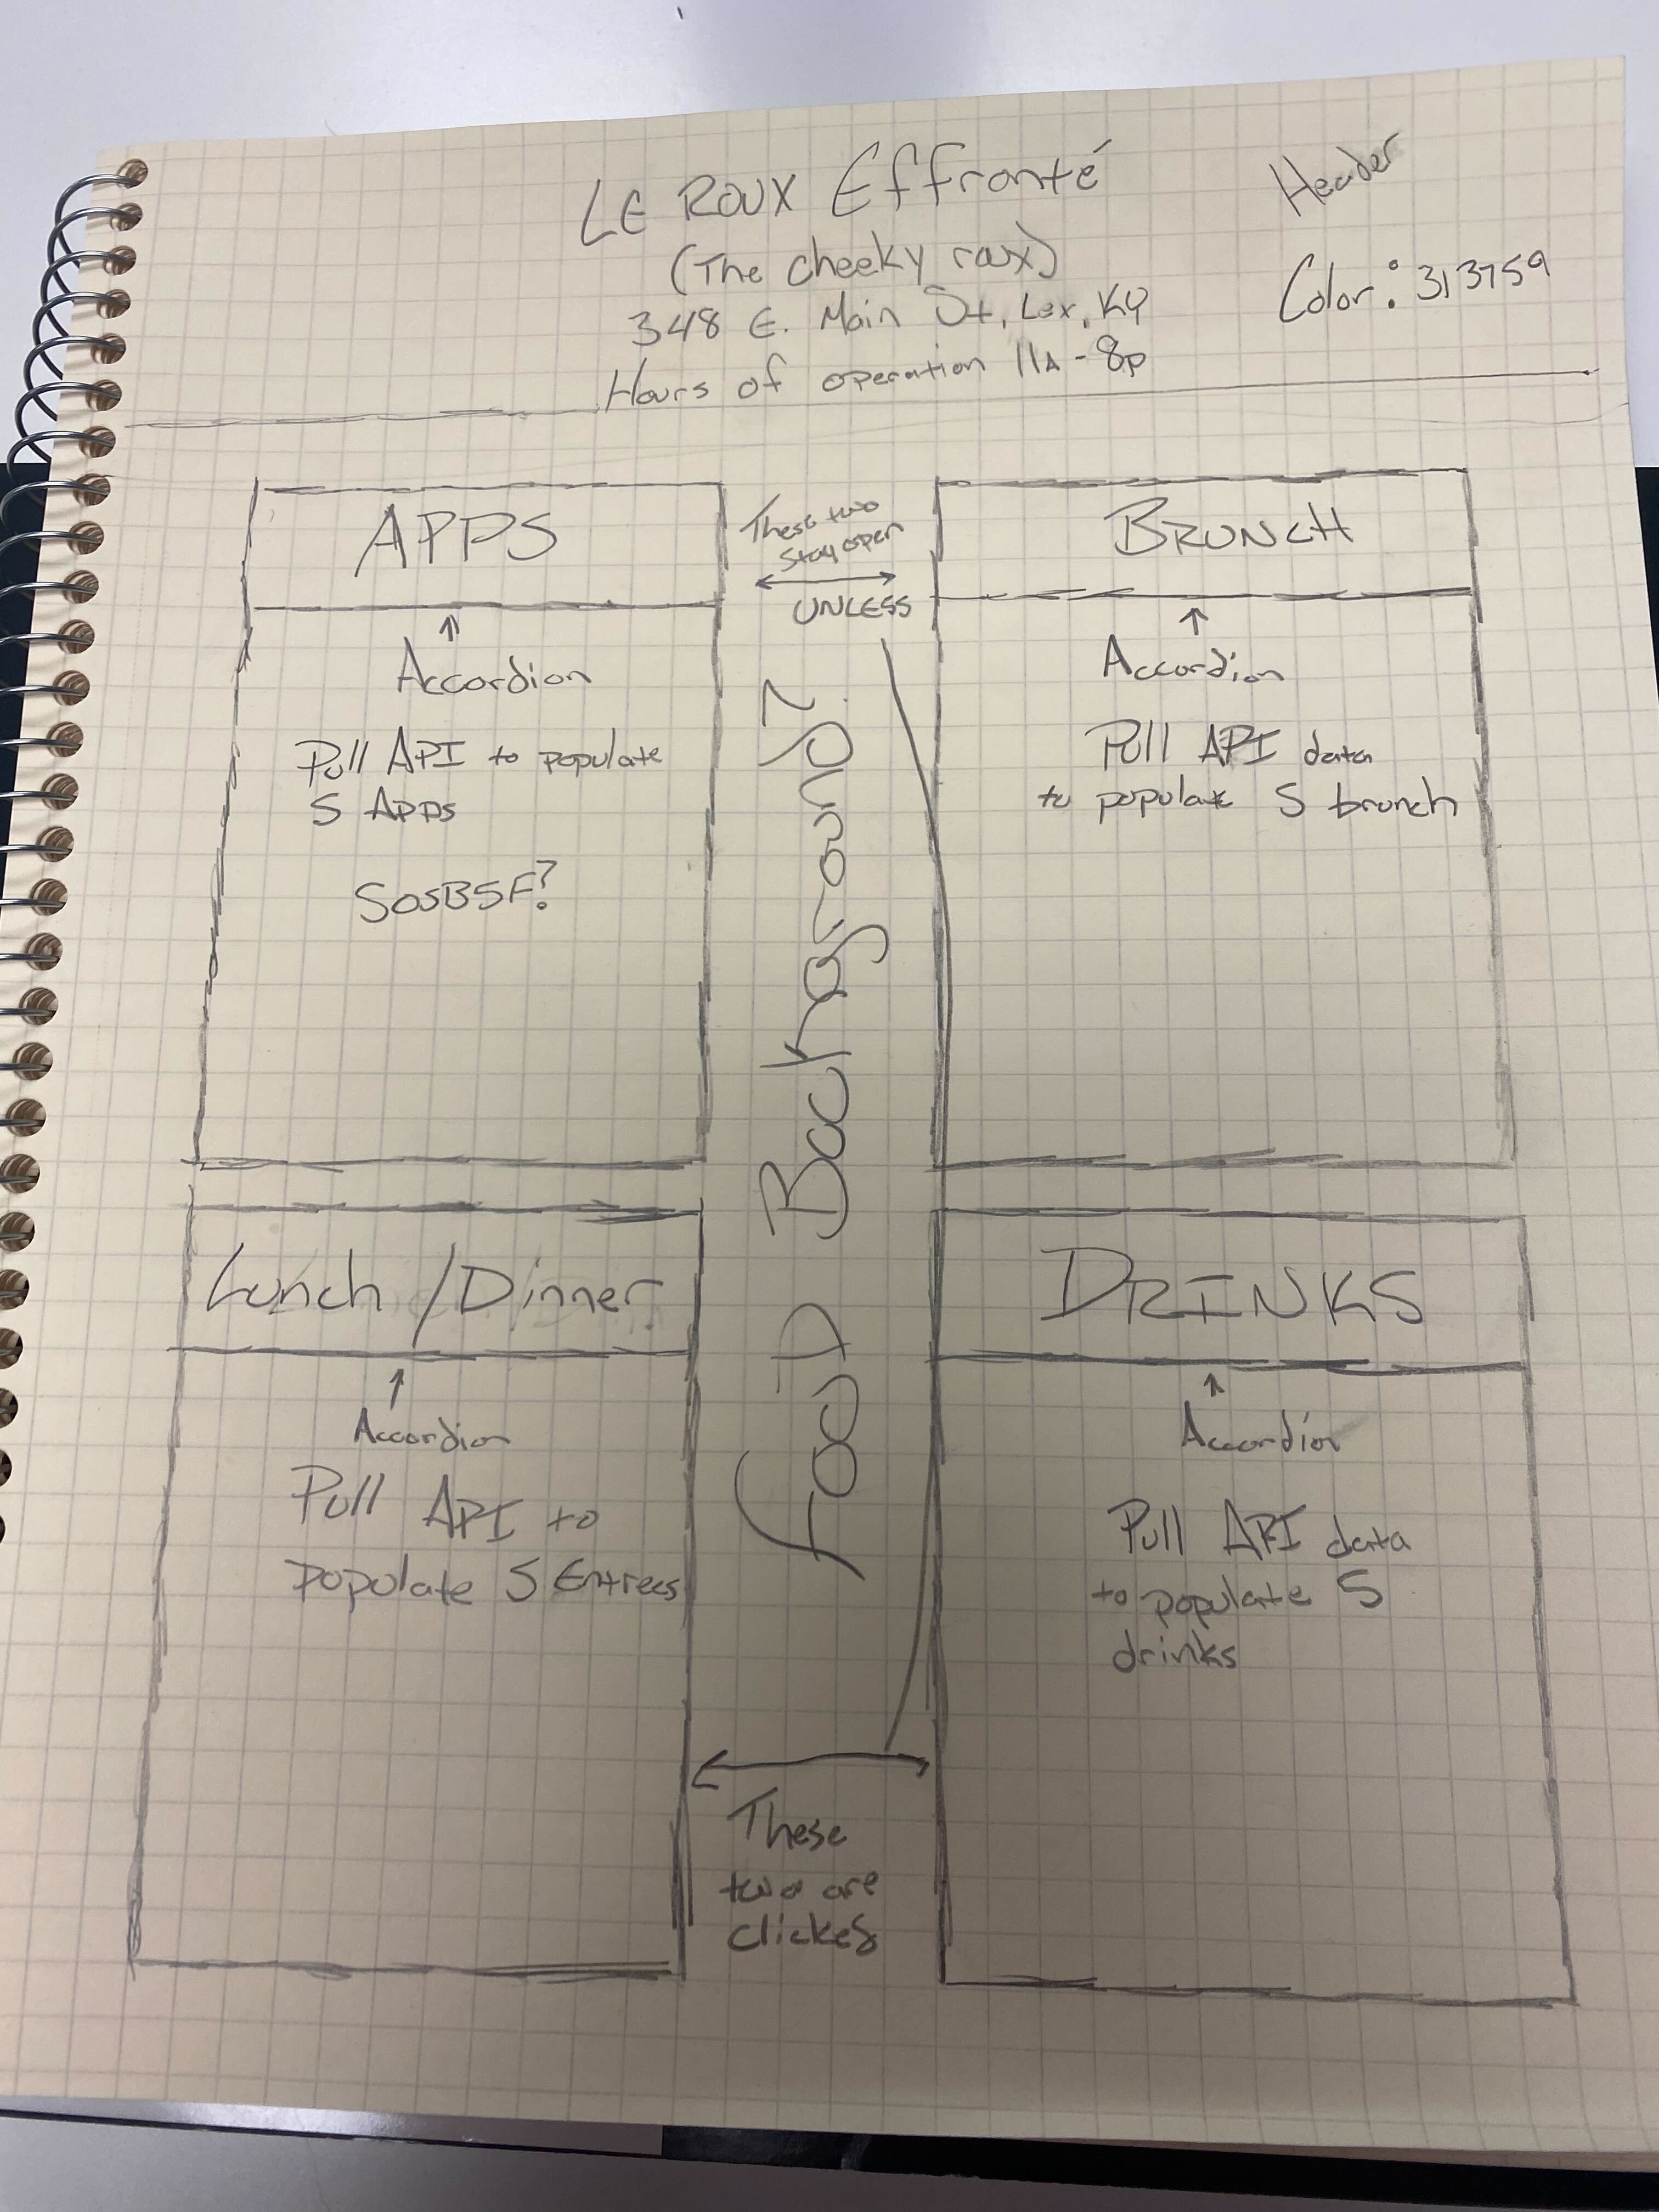 LE ROUX Effronté
(The cheeky roux)
348 E. Main St, Lex, KY
Hours of operation 11A - 8p
Header
Color: 313759
APPS
↑
Accordion
Pull API to populate
5 APPS
These two
stay open
↔
UNLESS
BRUNCH
↑
Accordion
Pull API data
to populate 5 brunch
Food Background?
Lunch / Dinner
↑
Accordion
Pull API to
populate 5 Entrees
DRINKS
↑
Accordion
Pull API data
to populate 5
drinks
↔
These
two are